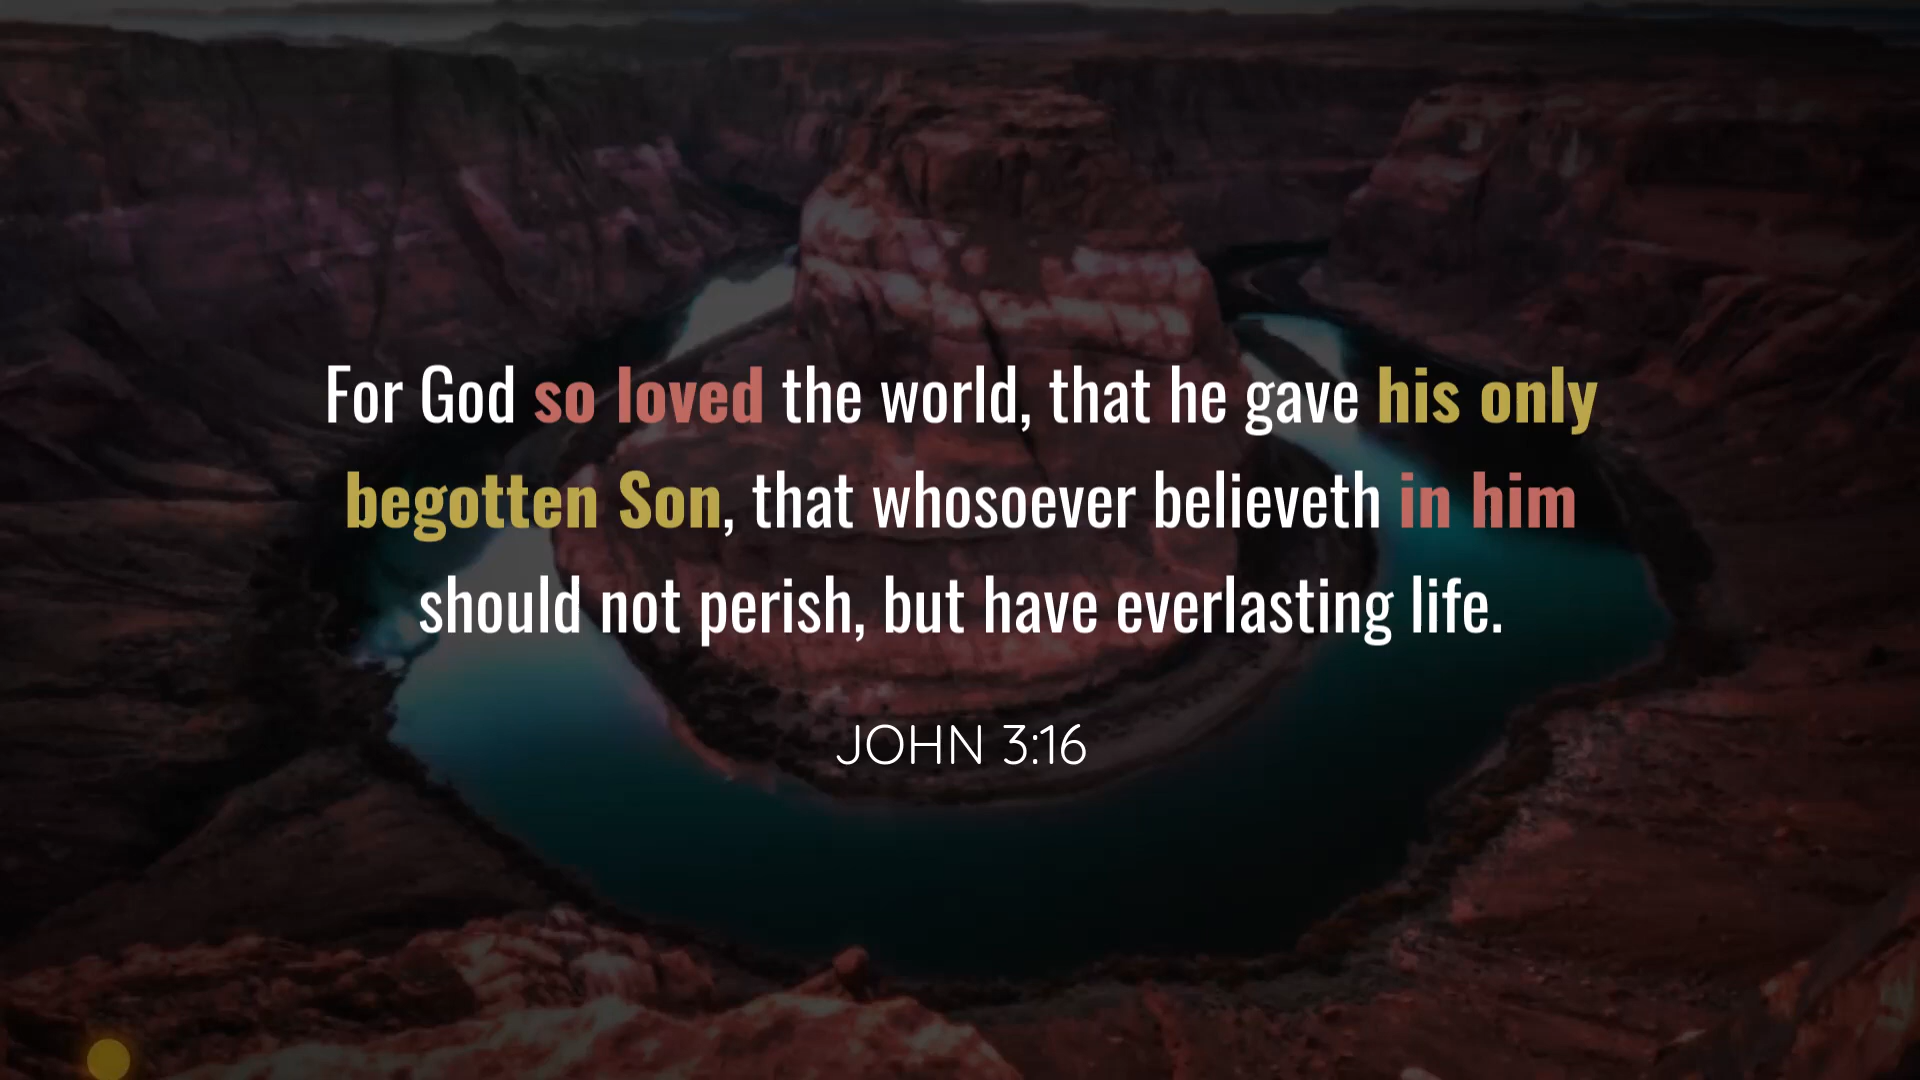 For God so loved the world, that he gave his only
begotten Son, that whosoever believeth in him
should not perish, but have everlasting life.
JOHN 3:16